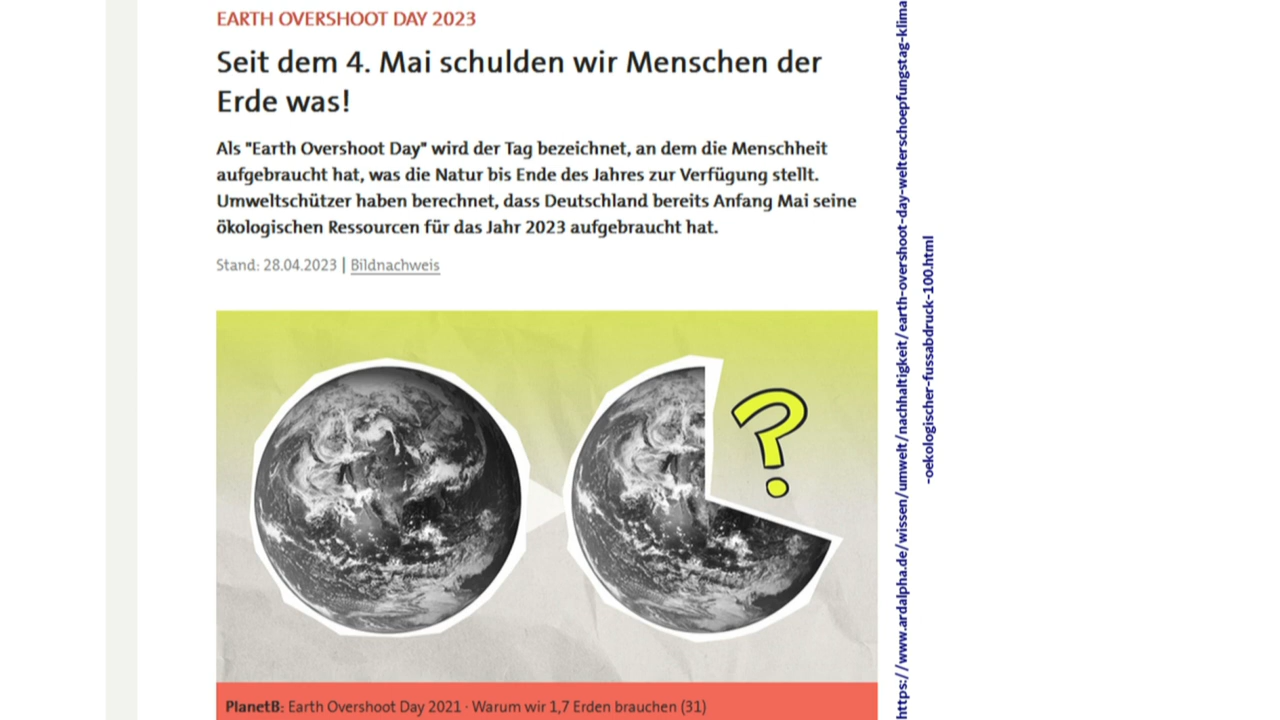 EARTH OVERSHOOT DAY 2023
Seit dem 4. Mai schulden wir Menschen der
Erde was!
Als "Earth Overshoot Day" wird der Tag bezeichnet, an dem die Menschheit
aufgebraucht hat, was die Natur bis Ende des Jahres zur Verfügung stellt.
Umweltschützer haben berechnet, dass Deutschland bereits Anfang Mai seine
ökologischen Ressourcen für das Jahr 2023 aufgebraucht hat.
Stand: 28.04.2023 | Bildnachweis
?
PlanetB: Earth Overshoot Day 2021 · Warum wir 1,7 Erden brauchen (31)
https://www.ardalpha.de/wissen/umwelt/nachhaltigkeit/earth-overshoot-day-welterschoepfungstag-klima
-oekologischer-fussabdruck-100.html